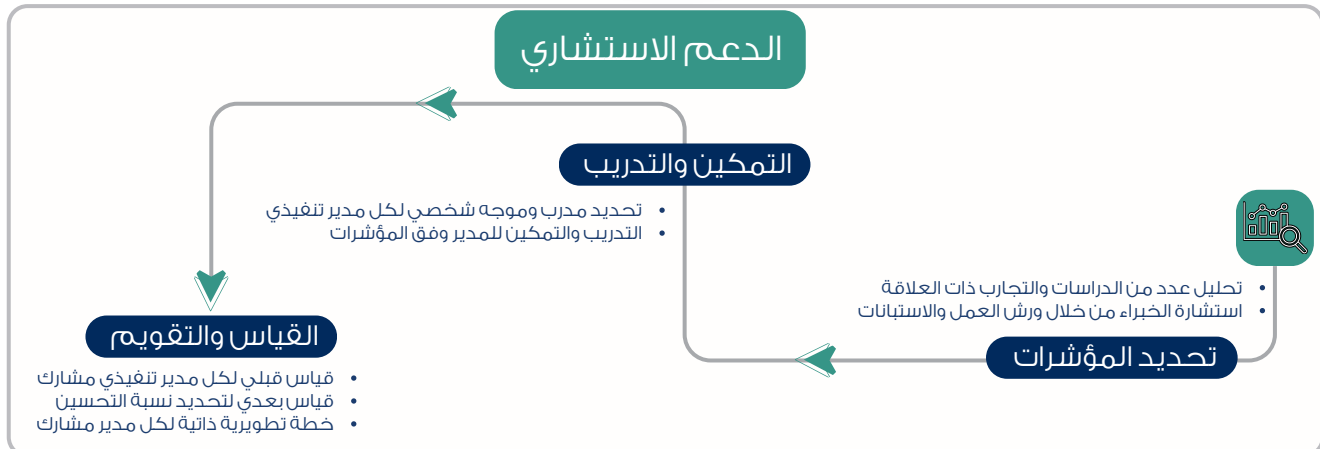 الدعم الاستشاري
تحليل عدد من الدراسات والتجارب ذات العلاقة
استشارة الخبراء من خلال ورش العمل والاستبانات
تحديد المؤشرات
التمكين والتدريب
تحديد مدرب وموجه شخصي لكل مدير تنفيذي
التدريب والتمكين للمدير وفق المؤشرات
القياس والتقويم
قياس قبلي لكل مدير تنفيذي مشارك
قياس بعدي لتحديد نسبة التحسين
خطة تطويرية ذاتية لكل مدير مشارك